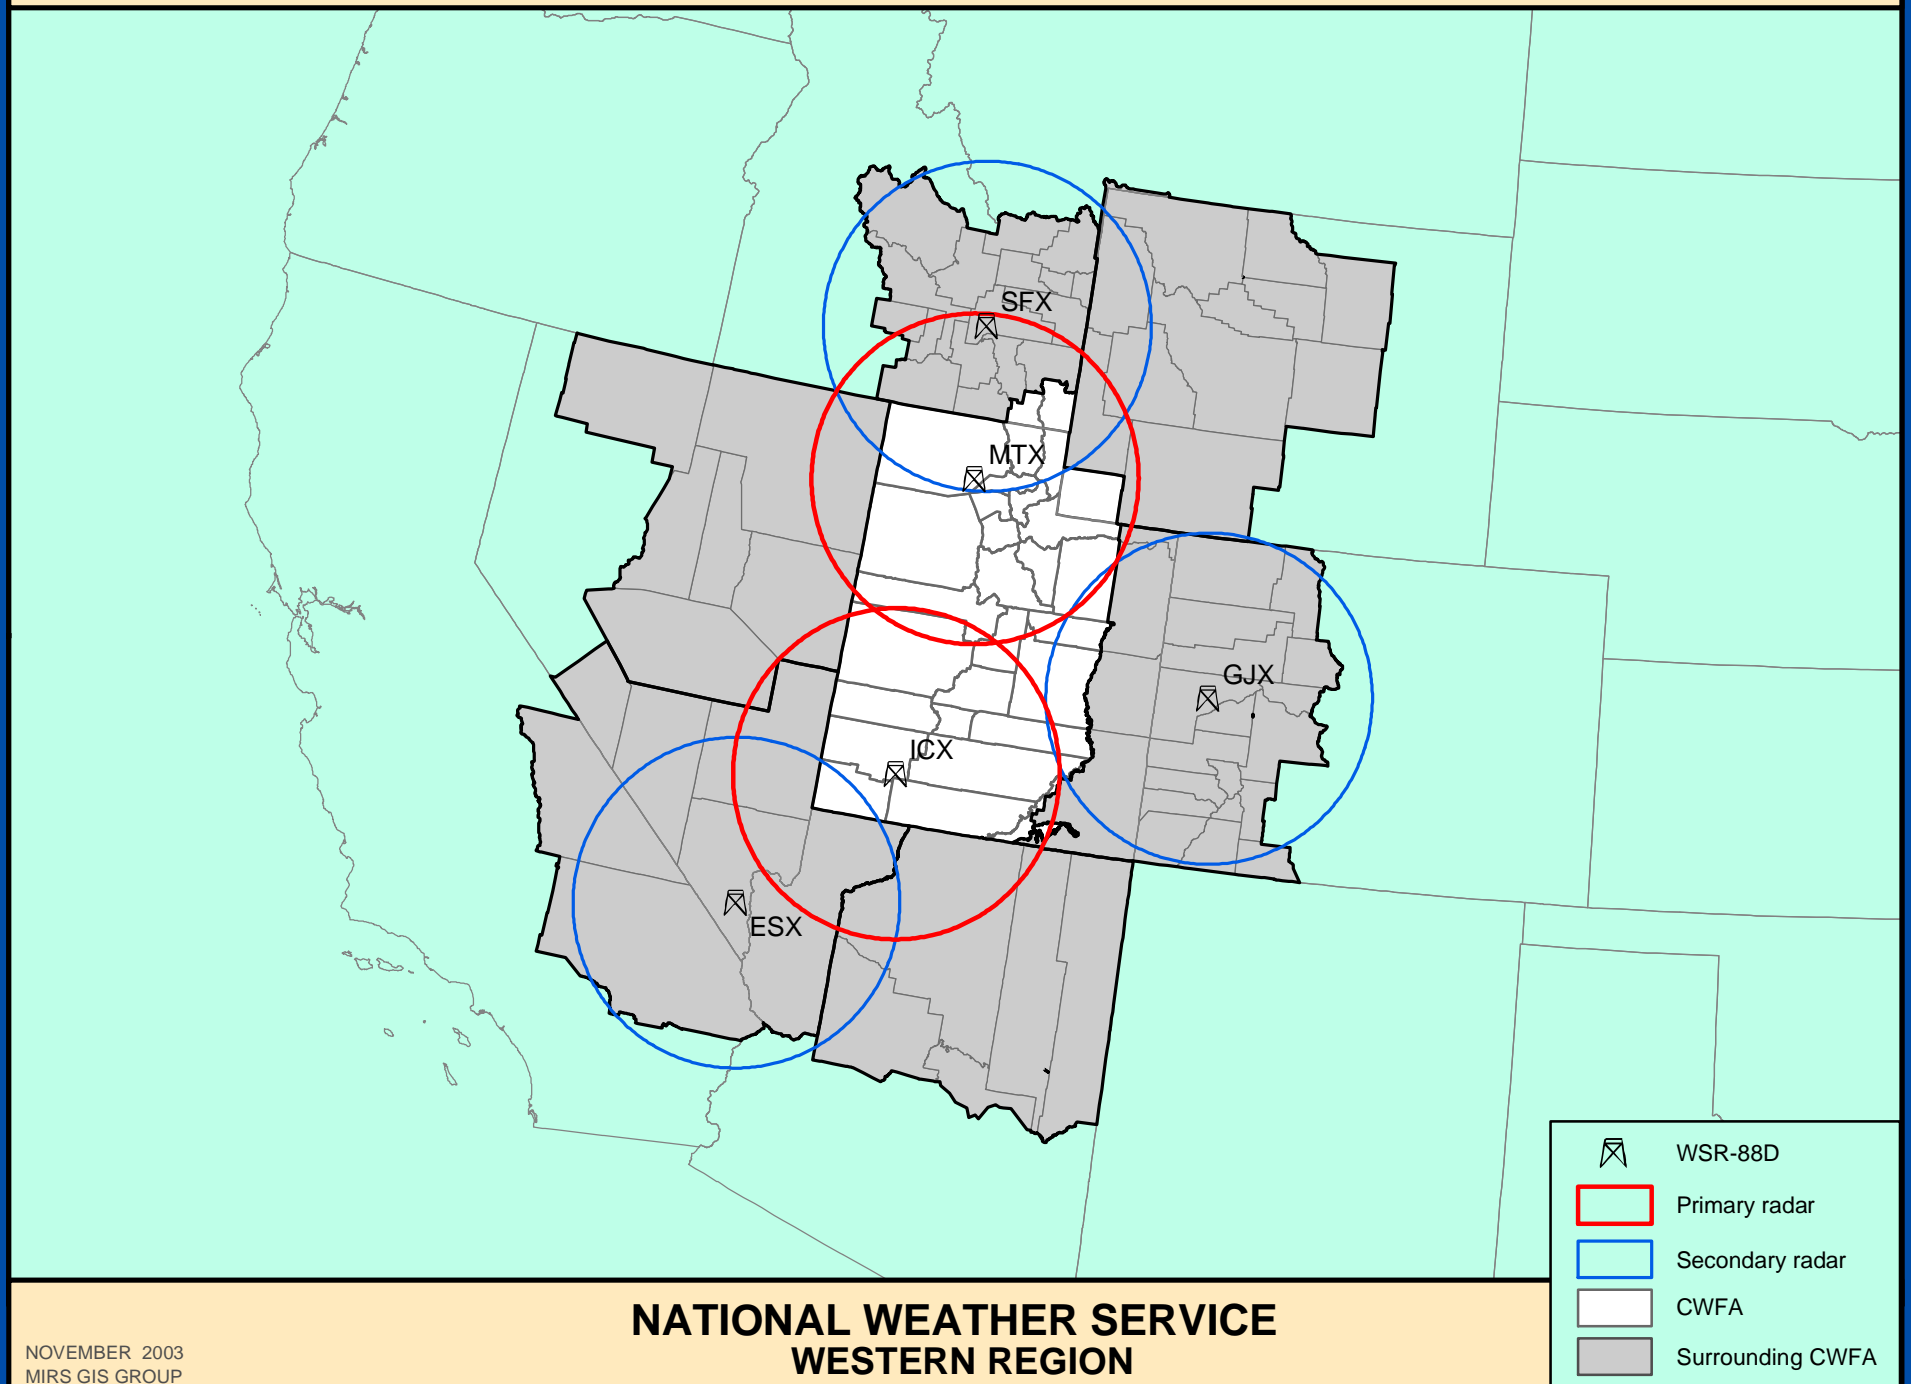 SFX
MTX
GJX
ICX
ESX
WSR-88D
Primary radar
Secondary radar
CWFA
Surrounding CWFA
NATIONAL WEATHER SERVICE
WESTERN REGION
NOVEMBER 2003
MIRS GIS GROUP